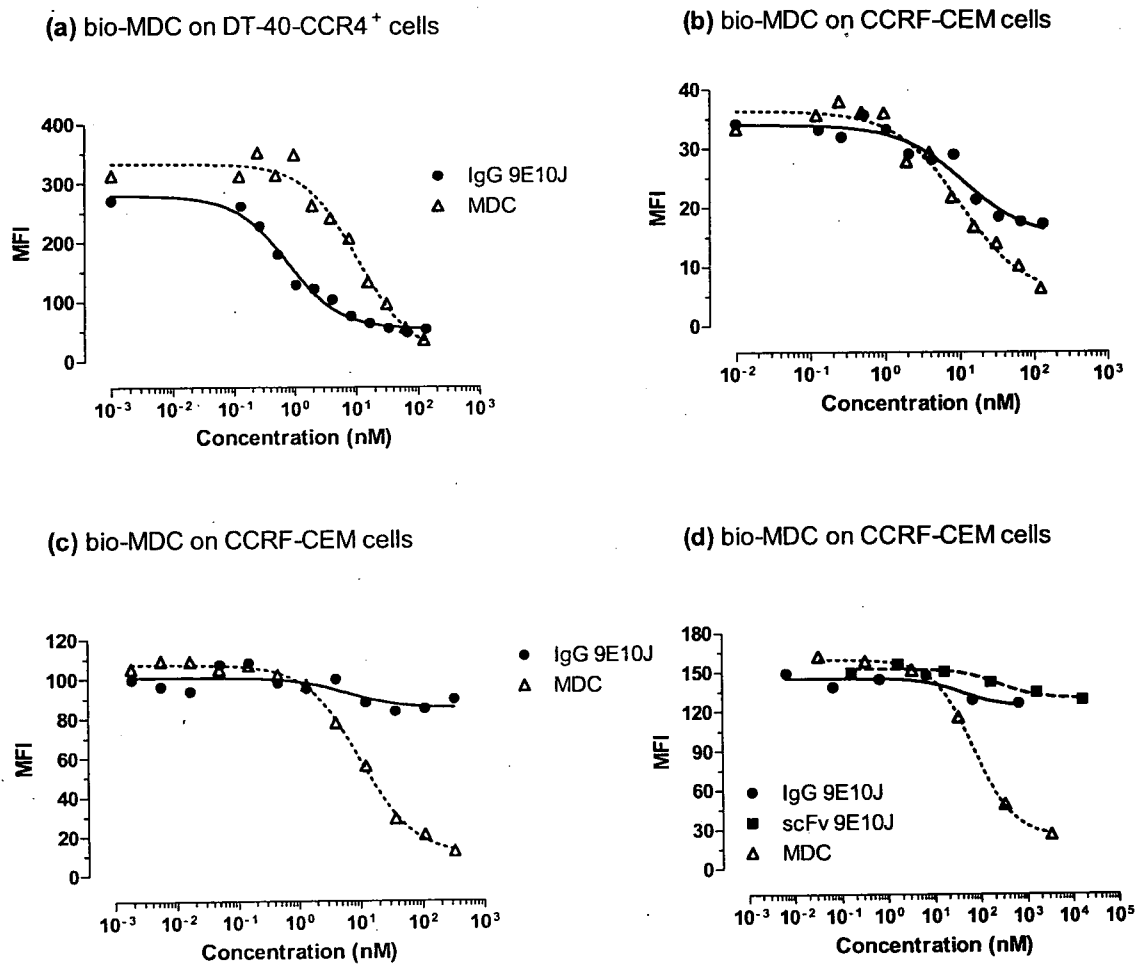 (a) bio-MDC on DT-40-CCR4⁺ cells
400
300
200
100
0
MFI
10⁻³ 10⁻² 10⁻¹ 10⁰ 10¹ 10² 10³
Concentration (nM)
IgG 9E10J
MDC
(b) bio-MDC on CCRF-CEM cells
40
30
20
10
0
MFI
10⁻² 10⁻¹ 10⁰ 10¹ 10² 10³
Concentration (nM)
(c) bio-MDC on CCRF-CEM cells
120
100
80
60
40
20
0
MFI
10⁻³ 10⁻² 10⁻¹ 10⁰ 10¹ 10² 10³
Concentration (nM)
IgG 9E10J
MDC
(d) bio-MDC on CCRF-CEM cells
180
150
120
90
60
30
0
MFI
IgG 9E10J
scFv 9E10J
MDC
10⁻³ 10⁻² 10⁻¹ 10⁰ 10¹ 10² 10³ 10⁴ 10⁵
Concentration (nM)